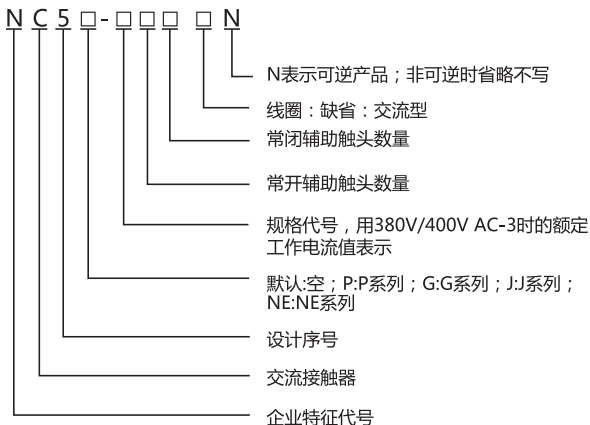 NC5□-□□□ □N
N表示可逆产品；非可逆时省略不写
线圈：缺省：交流型
常闭辅助触头数量
常开辅助触头数量
规格代号，用380V/400V AC-3时的额定
工作电流值表示
默认:空；P:P系列；G:G系列；J:J系列；
NE:NE系列
设计序号
交流接触器
企业特征代号